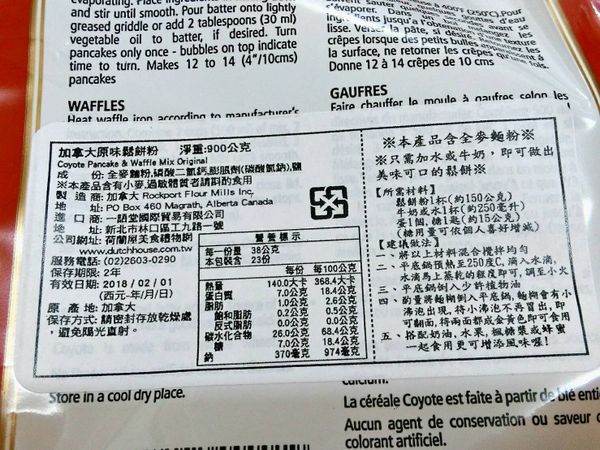 evaporating. Place ingredients in
and stir until smooth. Pour batter onto lightly
greased griddle or add 2 tablespoons (30 ml)
vegetable oil to batter, if desired. Turn
pancakes only once - bubbles on top indicate
time to turn. Makes 12 to 14 (4"/10cms)
pancakes
WAFFLES
Heat waffle iron according to manufacturer's
à 400°F (250°C). Pour
s'évaporer. Dans
gouttes d'eau
ingrédients jusqu'à
lisse. Verser la pâte, si désiré.
crêpes lorsque des petits bulles
la surface, ne retourner les crêpes qu'une fois.
Donne 12 à 14 crêpes de 10 cms
GAUFRES
Faire chauffer le moule à gaufres selon les
加拿大原味鬆餅粉 淨重:900公克
Coyote Pancake & Waffle Mix Original
成 份: 全麥麵粉,磷酸二氫鈣,膨脹劑(碳酸氫鈉),鹽
※本產品含有小麥,過敏體質者請斟酌食用
製 造 商: 加拿大 Rockport Flour Mills Inc.
地 址: PO Box 460 Magrath, Alberta Canada
進 口 商: 一語堂國際貿易有限公司
地 址: 新北市林口區工九路一號
公司網址: 荷蘭屋美食禮物網
www.dutchhouse.com.tw
服務電話: (02)2603-0290
保存期限: 2年
有效日期: 2018 / 02 / 01
(西元-年/月/日)
原 產 地: 加拿大
保存方式: 請密封存放乾燥處
，避免陽光直射。
營養標示
每一份量 38公克
本包裝含 23份
每份 每100公克
熱量 140.0大卡 368.4大卡
蛋白質 7.0公克 18.4公克
脂肪 1.0公克 2.6公克
飽和脂肪 0.2公克 0.5公克
反式脂肪 0.0公克 0.0公克
碳水化合物 26.0公克 68.4公克
糖 7.0公克 18.4公克
鈉 370毫克 974毫克
※本產品含全麥麵粉※
※只需加水或牛奶，即可做出
美味可口的鬆餅※
【所需材料】
鬆餅粉1杯(約150公克)
牛奶或水1杯(約250毫升)
蛋1個, 糖1匙(約15公克)
(糖用量可依個人喜好增減)
【建議做法】
一、將以上材料混合攪拌均勻
二、平底鍋預熱至250度C, 滴入水滴,
水滴馬上蒸乾的程度即可, 調至小火
三、平底鍋倒入少許植物油
四、酌量將麵糊倒入平底鍋, 麵糊會有小
沸泡出現, 待小沸泡不再冒出, 即
可翻面, 待兩面都成金黃色即可食用
五、搭配奶油, 水果, 楓糖漿或蜂蜜
一起食用更可增添風味喔!
Store in a cool dry place.
calcium.
La céréale Coyote est faite à partir de blé enti
Aucun agent de conservation ou saveur o
colorant artificiel.